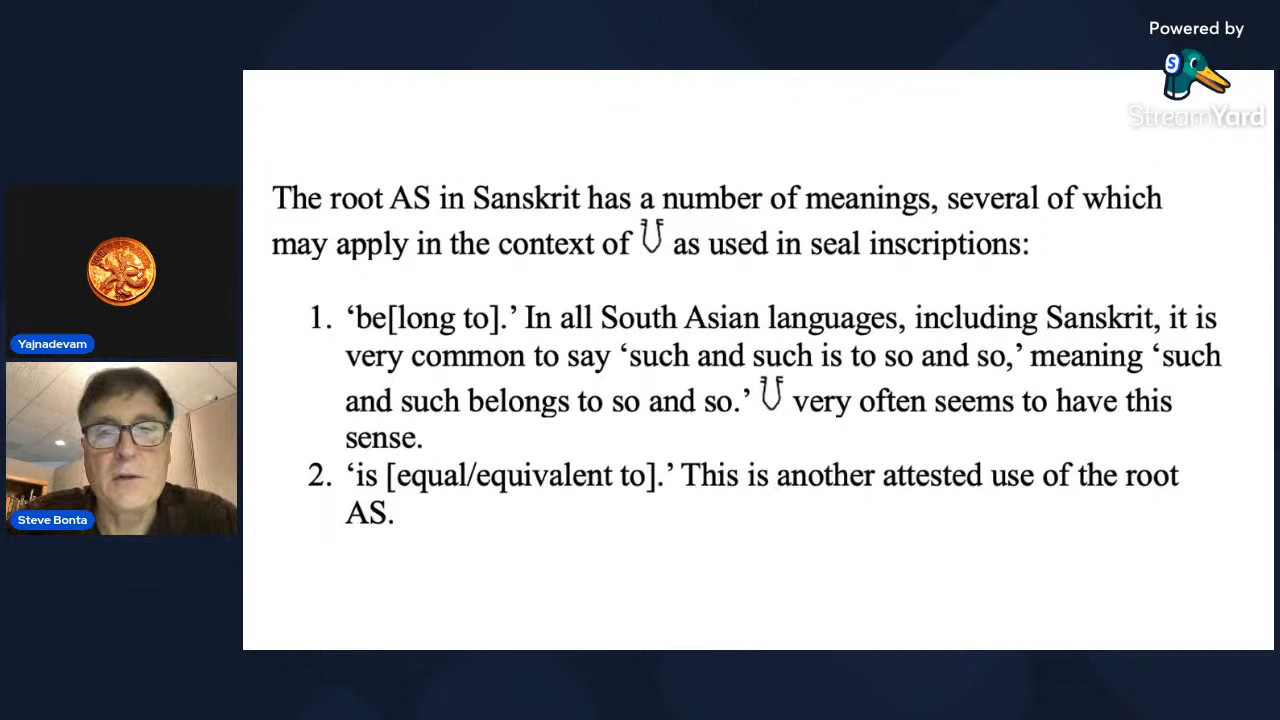 Powered by
StreamYard
The root AS in Sanskrit has a number of meanings, several of which
may apply in the context of as used in seal inscriptions:
1. ‘be[long to].’ In all South Asian languages, including Sanskrit, it is
very common to say ‘such and such is to so and so,’ meaning ‘such
and such belongs to so and so.’ very often seems to have this
sense.
2. ‘is [equal/equivalent to].’ This is another attested use of the root
AS.
Yajnadevam
Steve Bonta